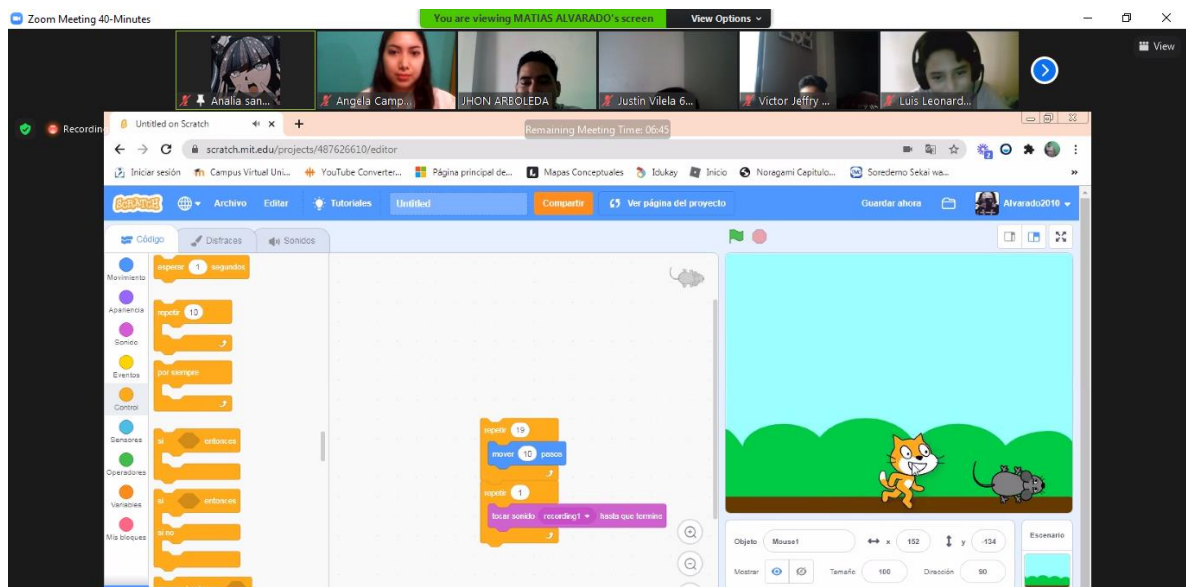 Zoom Meeting 40-Minutes
You are viewing MATIAS ALVARADO's screen
View Options
View
Analia san...
Angela Camp...
JHON ARBOLEDA
Justin Vilela 6...
Victor Jeffry ...
Luis Leonard...
Recordin
Untitled on Scratch
Remaining Meeting Time: 06:45
scratch.mit.edu/projects/487626610/editor
Iniciar sesión
Campus Virtual Uni...
YouTube Converter...
Página principal de...
Mapas Conceptuales
Idukay
Inicio
Noragami Capitulo...
Soredemo Sekai wa...
SCRATCH
Archivo
Editar
Tutoriales
Untitled
Compartir
Ver página del proyecto
Guardar ahora
Alvarado2010
Código
Disfraces
Sonidos
Movimiento
Apariencia
Sonido
Eventos
Control
Sensores
Operadores
Variables
Mis bloques
esperar 1 segundos
repetir 10
por siempre
si entonces
si entonces
si no
repetir 19
mover 10 pasos
repetir 1
tocar sonido recording1 hasta que termine
Objeto Mouse1 x 152 y -134
Mostrar Tamaño 100 Dirección 90
Escenario